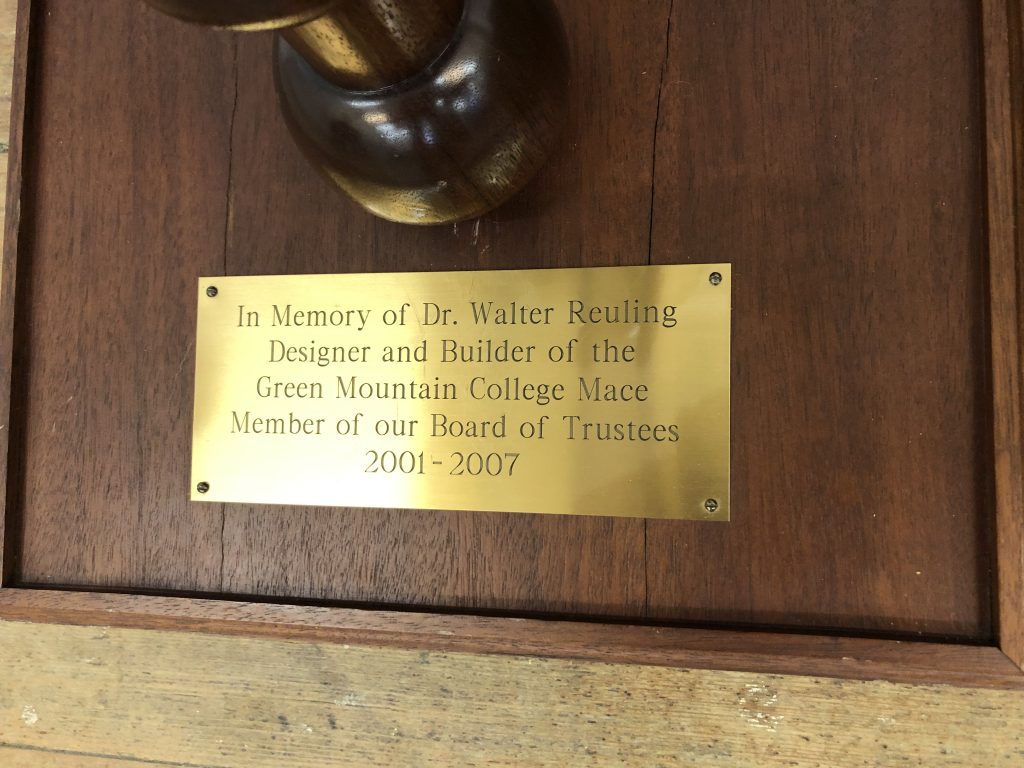 In Memory of Dr. Walter Reuling
Designer and Builder of the
Green Mountain College Mace
Member of our Board of Trustees
2001-2007